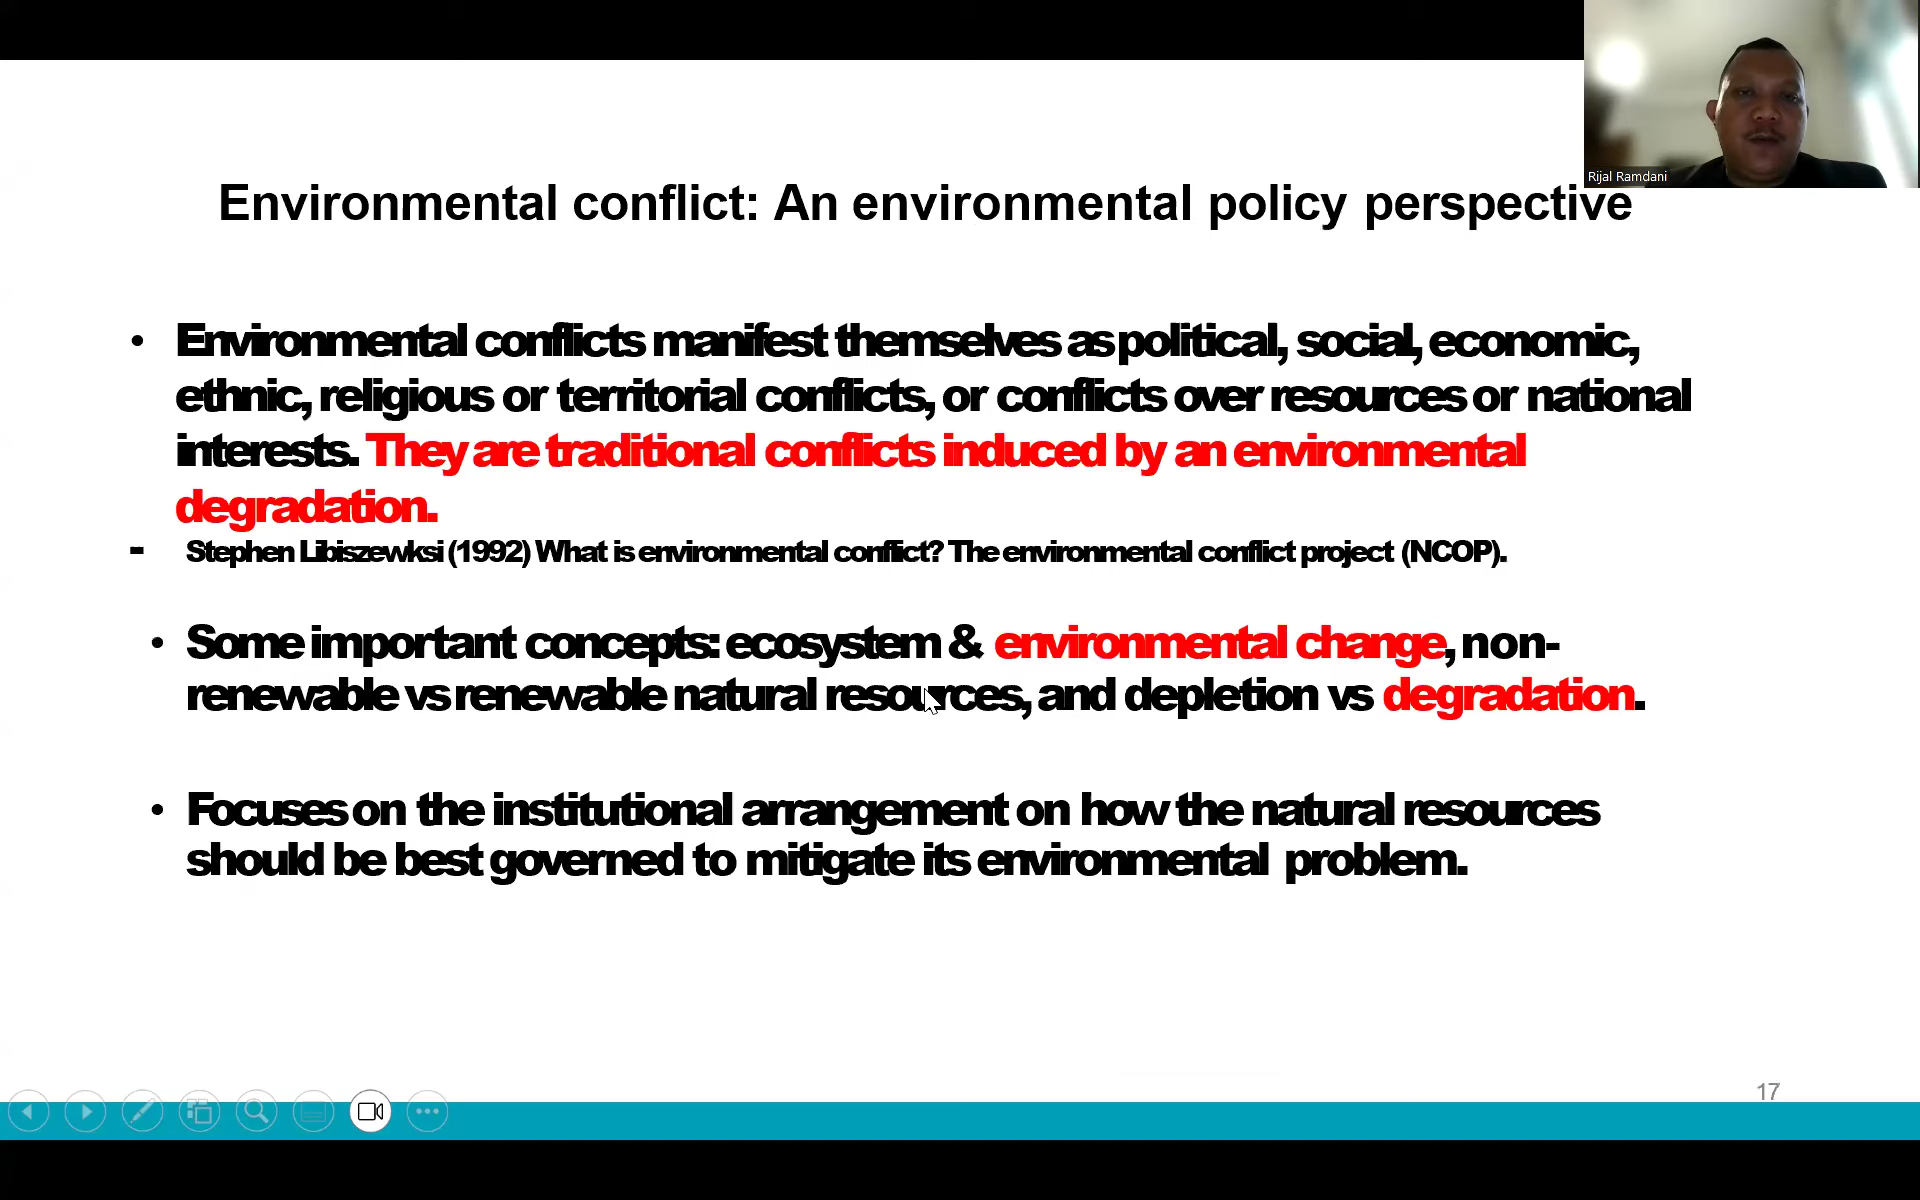 Rijal Ramdani
Environmental conflict: An environmental policy perspective
• Environmental conflicts manifest themselves as political, social, economic,
ethnic, religious or territorial conflicts, or conflicts over resources or national
interests. They are traditional conflicts induced by an environmental
degradation.
- Stephen Libiszewksi (1992) What is environmental conflict? The environmental conflict project (NCOP).
• Some important concepts: ecosystem & environmental change, non-
renewable vs renewable natural resources, and depletion vs degradation.
• Focuses on the institutional arrangement on how the natural resources
should be best governed to mitigate its environmental problem.
17